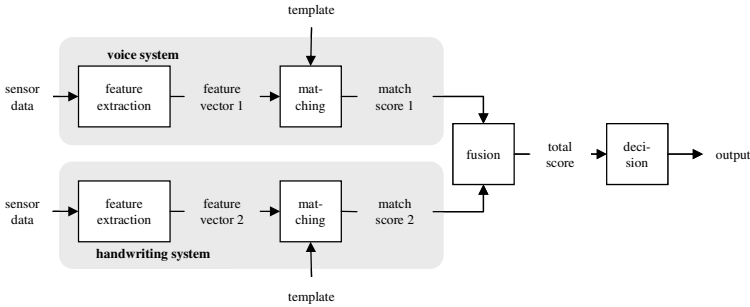 template
voice system
sensor
data
feature
extraction
feature
vector 1
mat-
ching
match
score 1
fusion
total
score
deci-
sion
output
sensor
data
feature
extraction
feature
vector 2
mat-
ching
match
score 2
handwriting system
template